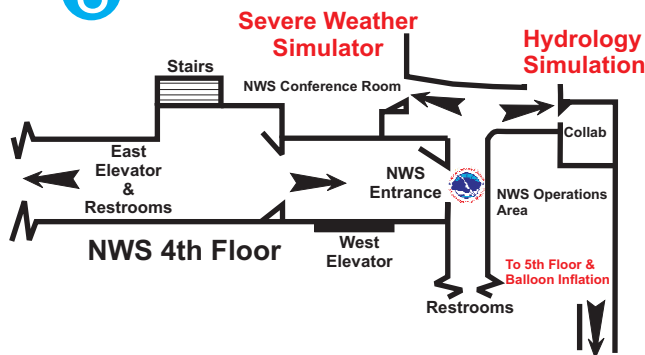 Severe Weather
Simulator
Hydrology
Simulation
Stairs
NWS Conference Room
Collab
East
Elevator
&
Restrooms
NWS
Entrance
NWS Operations
Area
NWS 4th Floor
West
Elevator
To 5th Floor &
Balloon Inflation
Restrooms